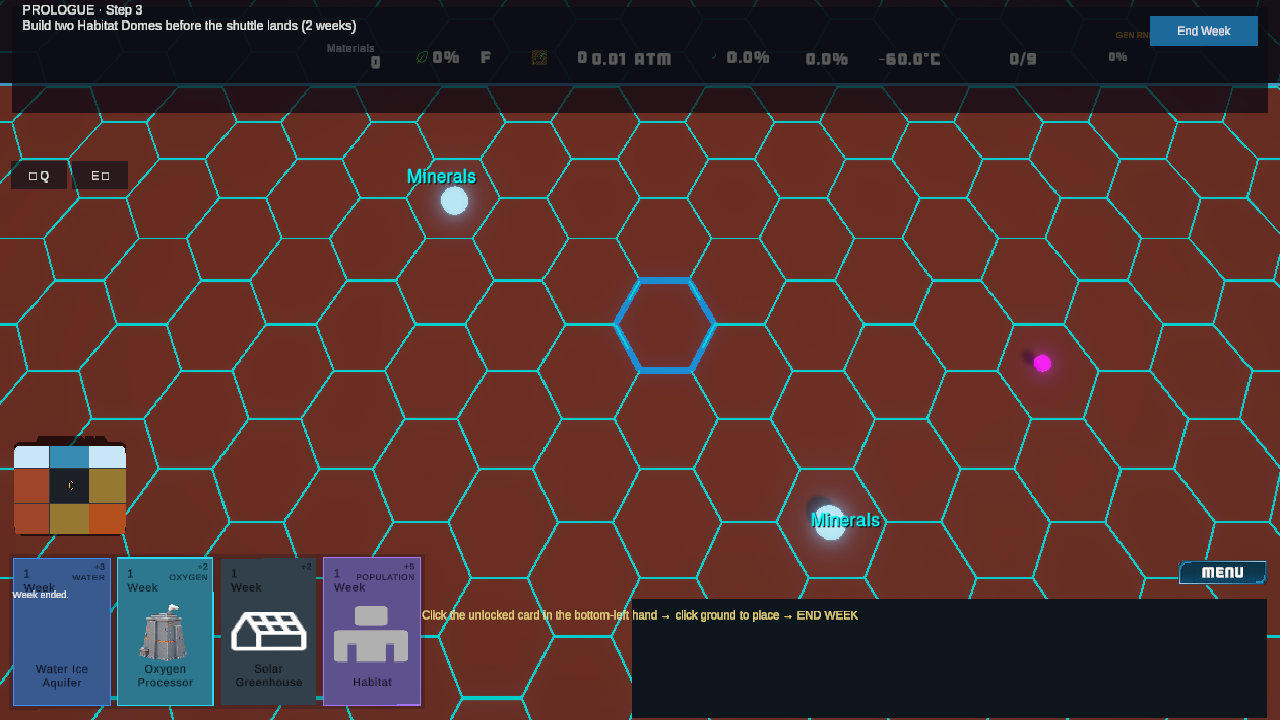 PROLOGUE · Step 3
Build two Habitat Domes before the shuttle lands (2 weeks)
End Week
Materials
0
0%
F
0
0.01 ATM
0.0%
0.0%
-60.0°C
0/9
0%
Q
E
Minerals
Minerals
MENU
1
Week
+3
WATER
Week ended.
Water Ice
Aquifer
1
Week
+2
OXYGEN
Oxygen
Processor
1
Week
+2
Solar
Greenhouse
1
Week
+5
POPULATION
Habitat
Click the unlocked card in the bottom-left hand → click ground to place → END WEEK